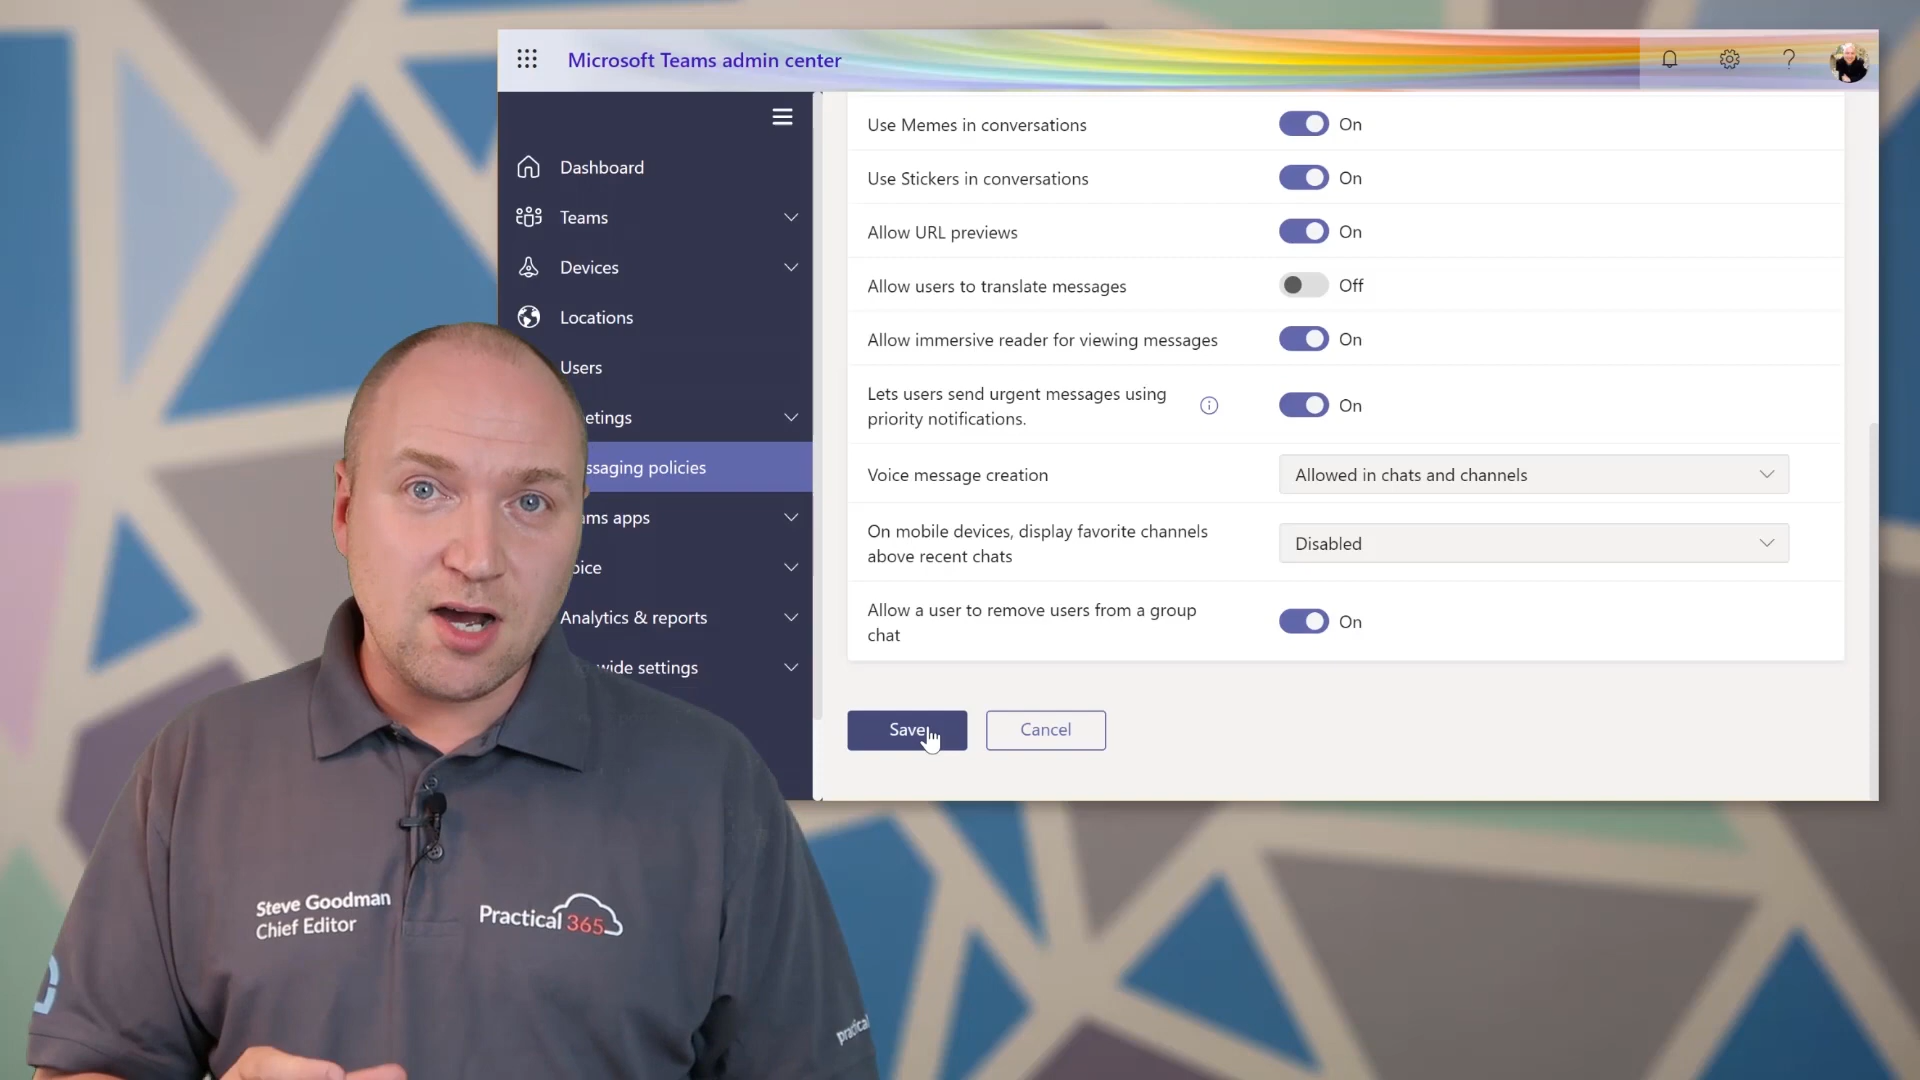 Microsoft Teams admin center
?
Dashboard
Teams
Devices
Locations
Users
etings
ssaging policies
ms apps
ice
Analytics & reports
wide settings
Use Memes in conversations
On
Use Stickers in conversations
On
Allow URL previews
On
Allow users to translate messages
Off
Allow immersive reader for viewing messages
On
Lets users send urgent messages using
priority notifications.
On
Voice message creation
Allowed in chats and channels
On mobile devices, display favorite channels
above recent chats
Disabled
Allow a user to remove users from a group
chat
On
Save
Cancel
Steve Goodman
Chief Editor
Practical 365
practical